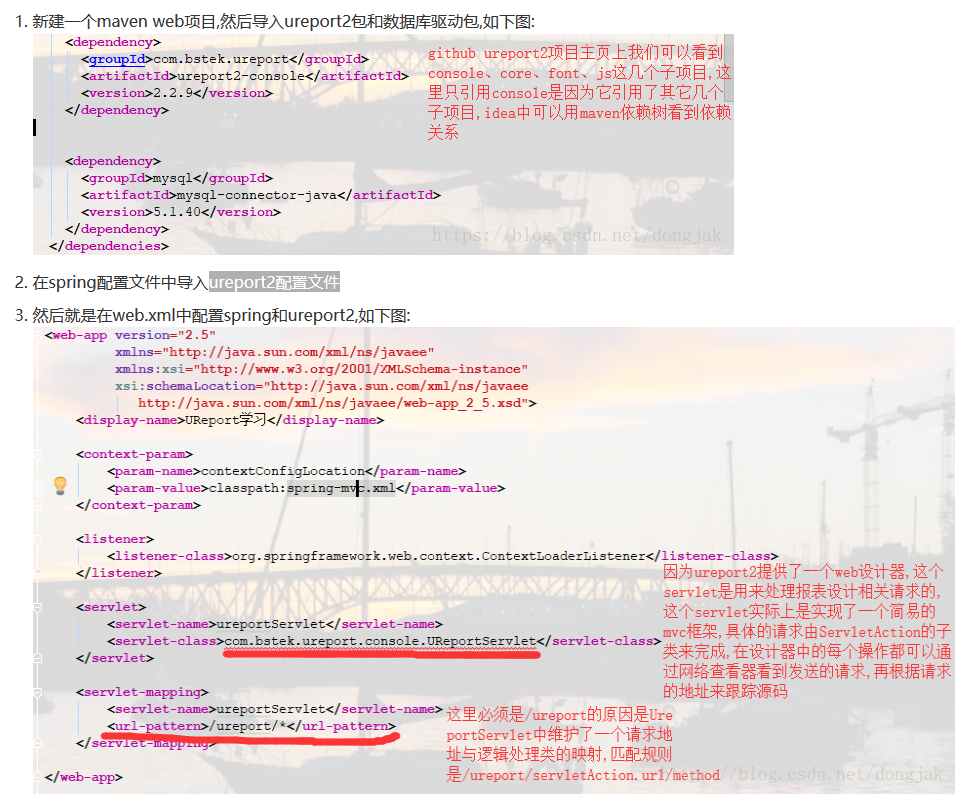 1. 新建一个maven web项目,然后导入ureport2包和数据库驱动包,如下图:
<dependency>
<groupId>com.bstek.ureport</groupId>
<artifactId>ureport2-console</artifactId>
<version>2.2.9</version>
</dependency>
github ureport2项目主页上我们可以看到
console、core、font、js这几个子项目,这
里只引用console是因为它引用了其它几个
子项目,idea中可以用maven依赖树看到依赖
关系
<dependency>
<groupId>mysql</groupId>
<artifactId>mysql-connector-java</artifactId>
<version>5.1.40</version>
</dependency>
</dependencies>
https://blog.csdn.net/dongjak
2. 在spring配置文件中导入ureport2配置文件
3. 然后就是在web.xml中配置spring和ureport2,如下图:
<web-app version="2.5"
xmlns="http://java.sun.com/xml/ns/javaee"
xmlns:xsi="http://www.w3.org/2001/XMLSchema-instance"
xsi:schemaLocation="http://java.sun.com/xml/ns/javaee
http://java.sun.com/xml/ns/javaee/web-app_2_5.xsd">
<display-name>UReport学习</display-name>
<context-param>
<param-name>contextConfigLocation</param-name>
<param-value>classpath:spring-mvc.xml</param-value>
</context-param>
<listener>
<listener-class>org.springframework.web.context.ContextLoaderListener</listener-class>
</listener>
<servlet>
<servlet-name>ureportServlet</servlet-name>
<servlet-class>com.bstek.ureport.console.UReportServlet</servlet-class>
</servlet>
因为ureport2提供了一个web设计器,这个
servlet是用来处理报表设计相关请求的,
这个servlet实际上是实现了一个简易的
mvc框架,具体的请求由ServletAction的子
类来完成,在设计器中的每个操作都可以通
过网络查看器看到发送的请求,再根据请求
的地址来跟踪源码
<servlet-mapping>
<servlet-name>ureportServlet</servlet-name>
<url-pattern>/ureport/*</url-pattern>
</servlet-mapping>
这里必须是/ureport的原因是Ure
portServlet中维护了一个请求地
址与逻辑处理类的映射,匹配规则
是/ureport/servletAction.url/method
</web-app>
://blog.csdn.net/dongjak